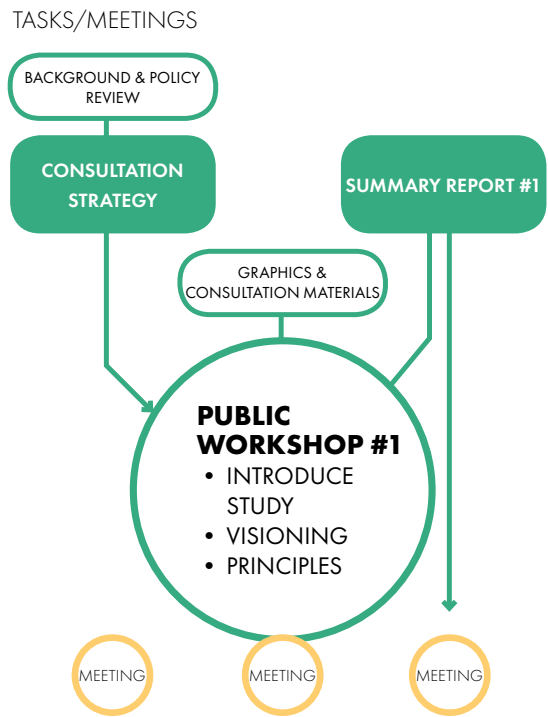 TASKS/MEETINGS
BACKGROUND & POLICY
REVIEW
CONSULTATION
STRATEGY
SUMMARY REPORT #1
GRAPHICS &
CONSULTATION MATERIALS
PUBLIC
WORKSHOP #1
• INTRODUCE
STUDY
• VISIONING
• PRINCIPLES
MEETING
MEETING
MEETING